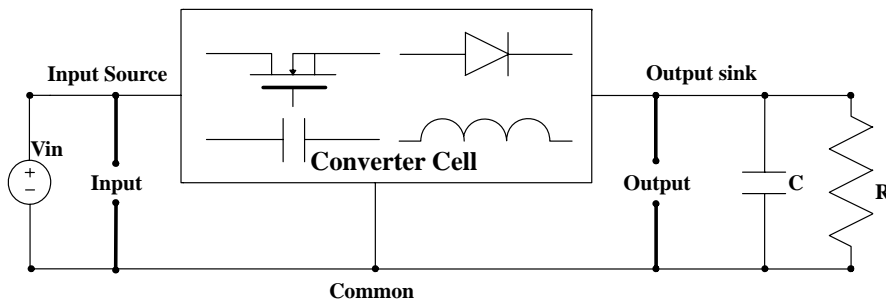 Input Source
Output sink
Vin
Converter Cell
Input
Output
C
R
Common